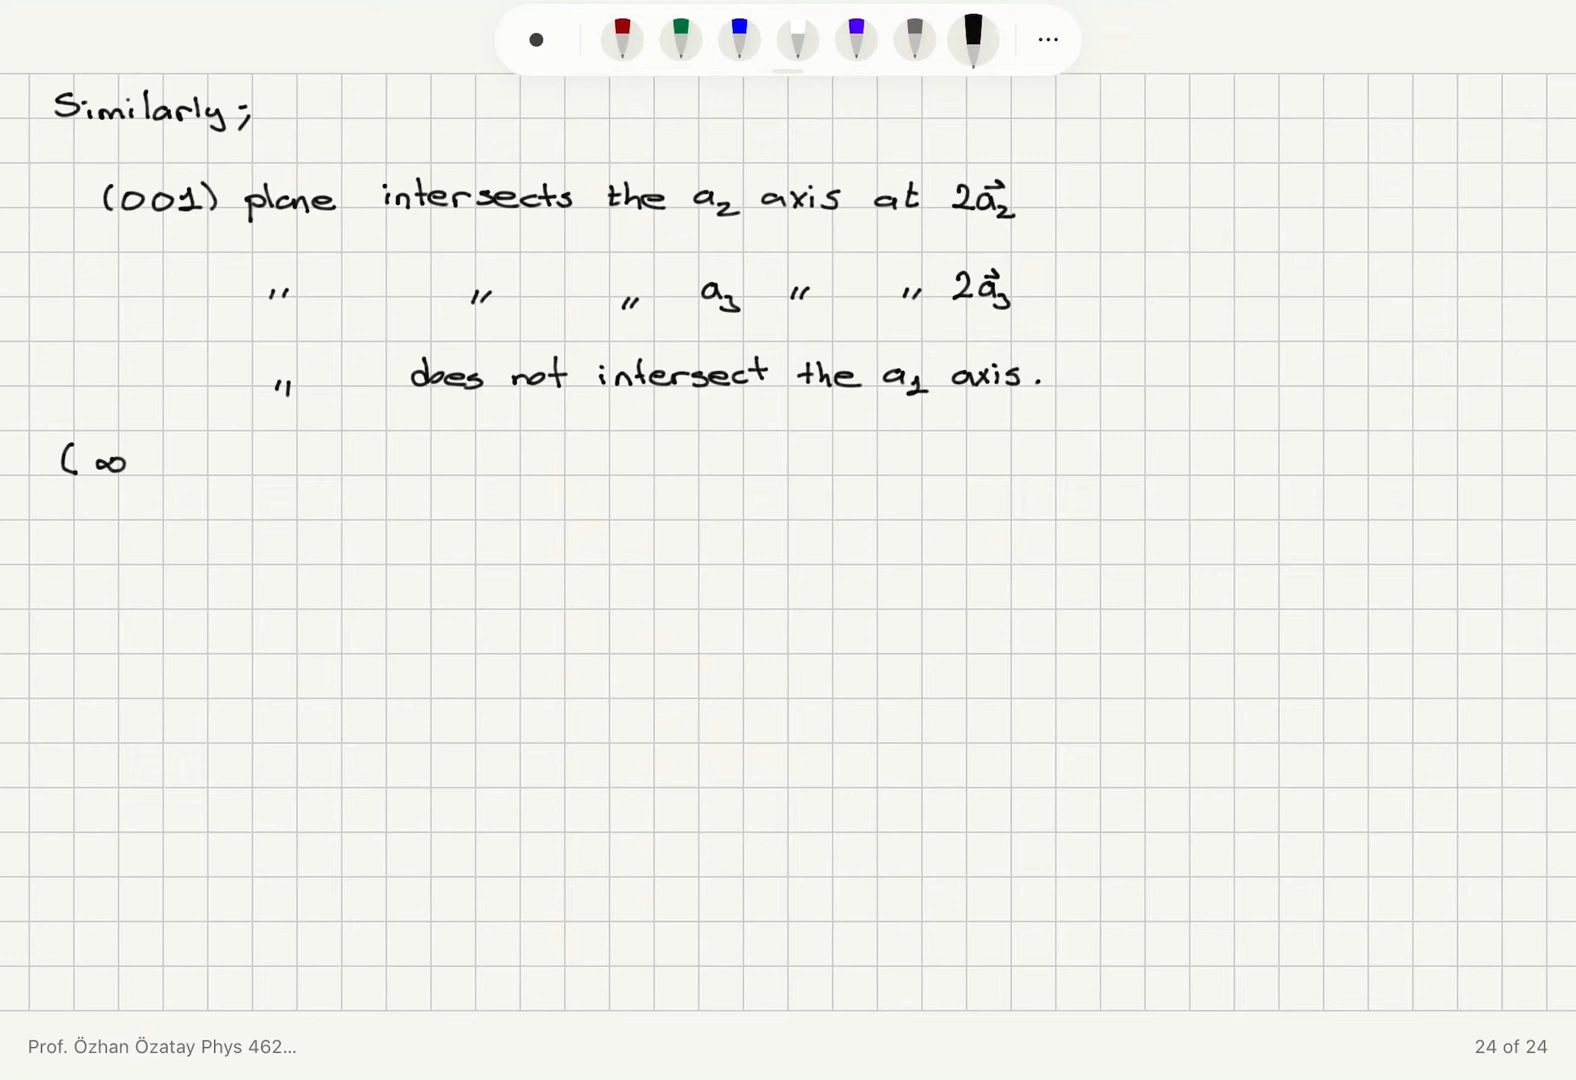 Similarly;
(001) plane intersects the a₂ axis at 2a⃗₂
" " " a₃ " " 2a⃗₃
" does not intersect the a₁ axis.
( ∞
Prof. Özhan Özatay Phys 462...
24 of 24